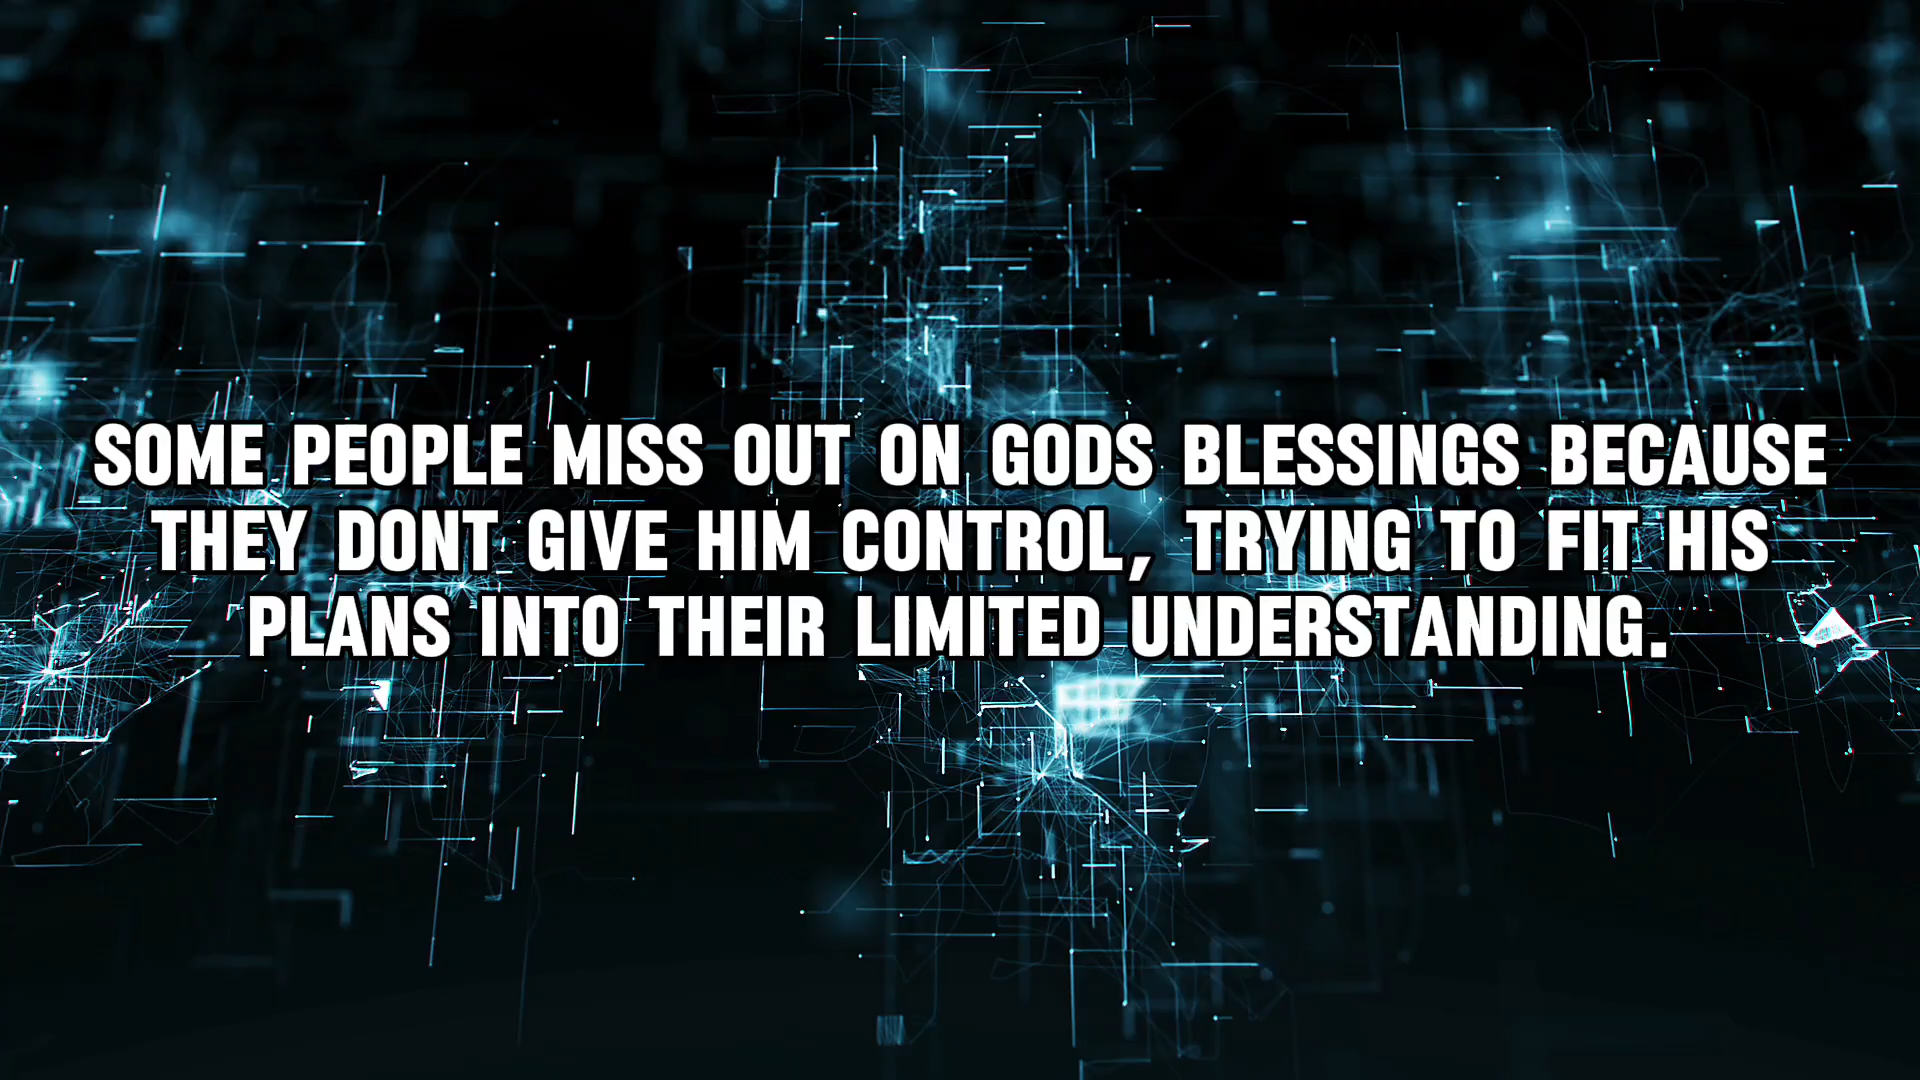 SOME PEOPLE MISS OUT ON GODS BLESSINGS BECAUSE
THEY DONT GIVE HIM CONTROL, TRYING TO FIT HIS
PLANS INTO THEIR LIMITED UNDERSTANDING.